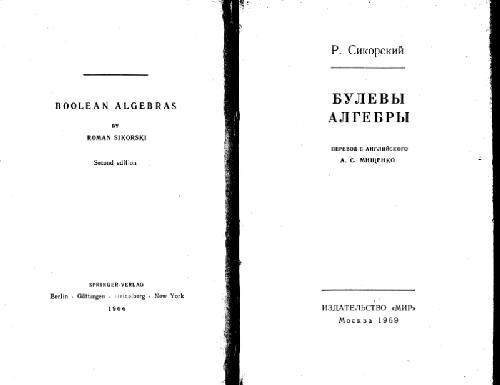 BOOLEAN ALGEBRAS
BY
ROMAN SIKORSKI
Second edition
SPRINGER-VERLAG
Berlin · Göttingen · Heidelberg · New York
1964
Р. Сикорский
БУЛЕВЫ
АЛГЕБРЫ
ПЕРЕВОД С АНГЛИЙСКОГО
А. С. МИЩЕНКО
ИЗДАТЕЛЬСТВО «МИР»
Москва 1969